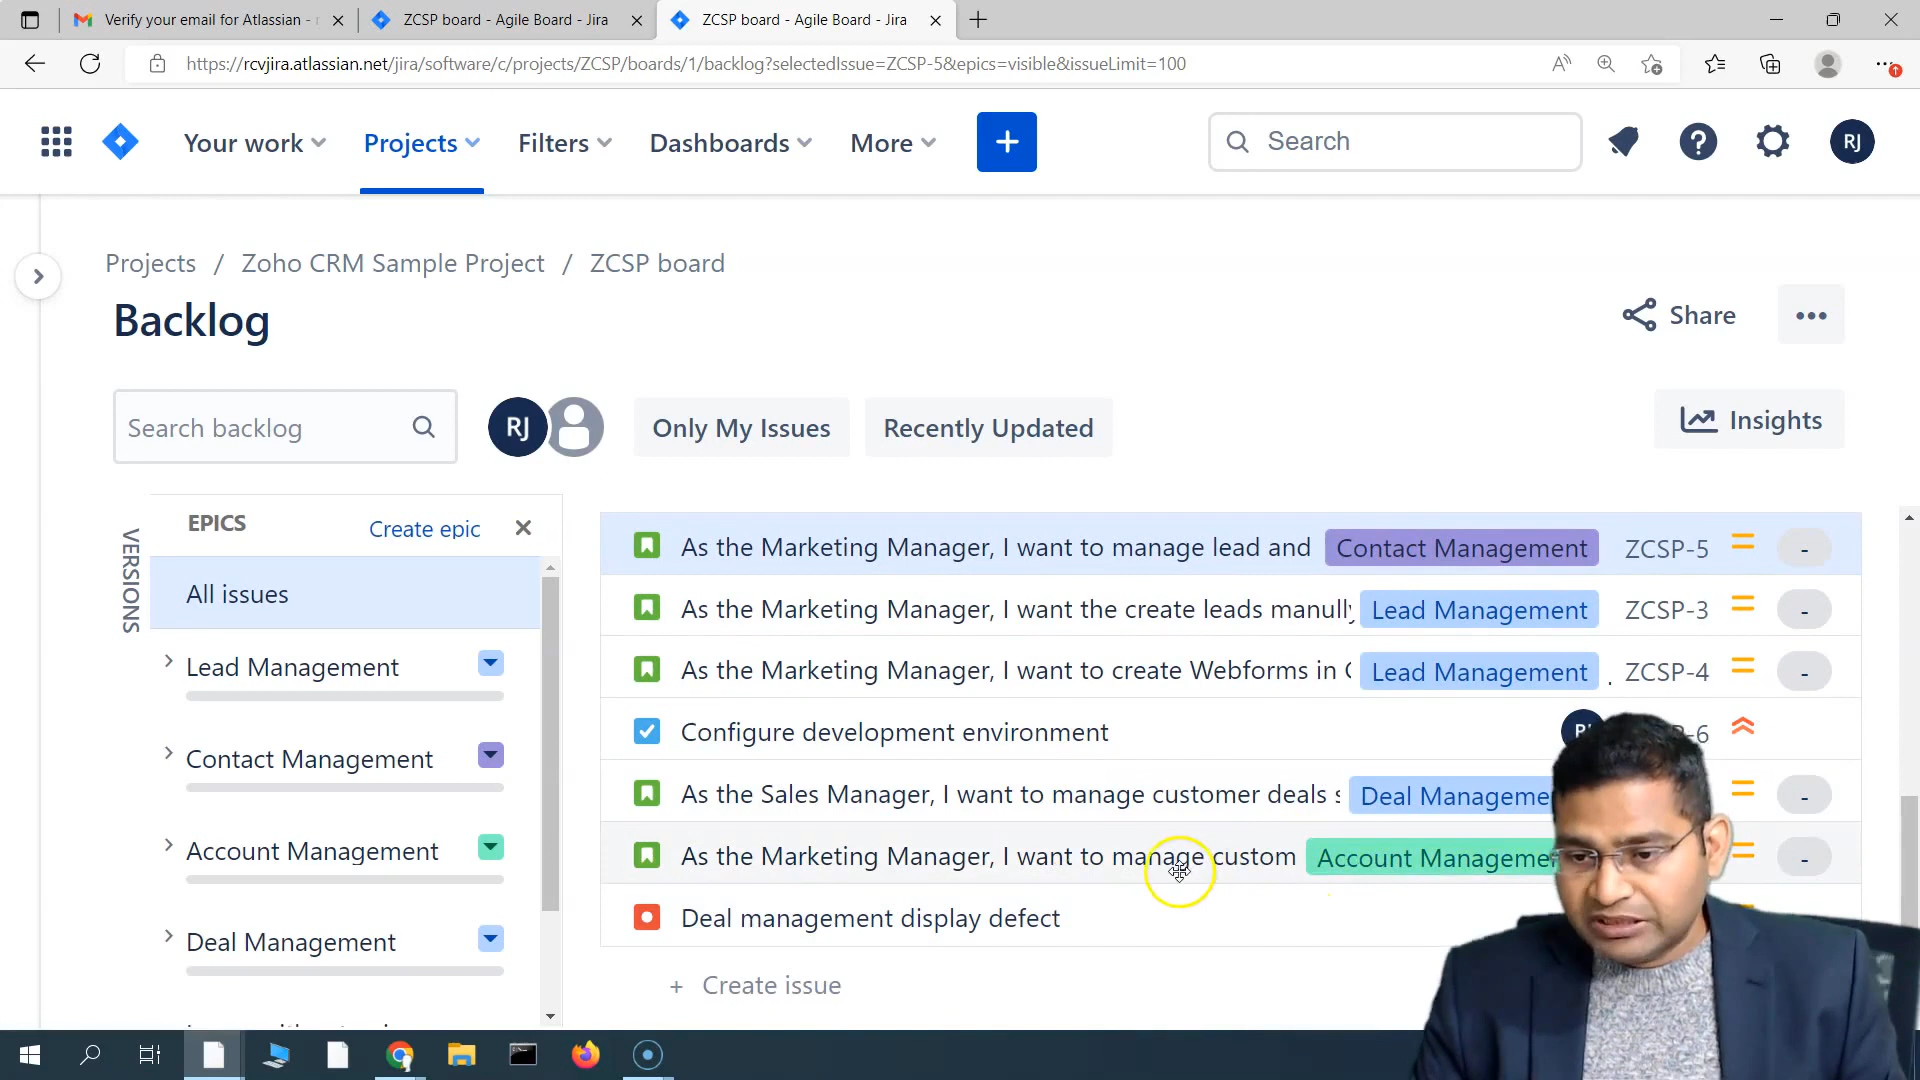 Verify your email for Atlassian -
ZCSP board - Agile Board - Jira
ZCSP board - Agile Board - Jira
https://rcvjira.atlassian.net/jira/software/c/projects/ZCSP/boards/1/backlog?selectedIssue=ZCSP-5&epics=visible&issueLimit=100
Your work
Projects
Filters
Dashboards
More
Search
RJ
Projects / Zoho CRM Sample Project / ZCSP board
Backlog
Share
Search backlog
RJ
Only My Issues
Recently Updated
Insights
VERSIONS
EPICS
Create epic
All issues
Lead Management
Contact Management
Account Management
Deal Management
As the Marketing Manager, I want to manage lead and Contact Management ZCSP-5 -
As the Marketing Manager, I want the create leads manully Lead Management ZCSP-3 -
As the Marketing Manager, I want to create Webforms in Lead Management ZCSP-4 -
Configure development environment -6
As the Sales Manager, I want to manage customer deals Deal Manageme -
As the Marketing Manager, I want to manage custom Account Managemen -
Deal management display defect
+ Create issue